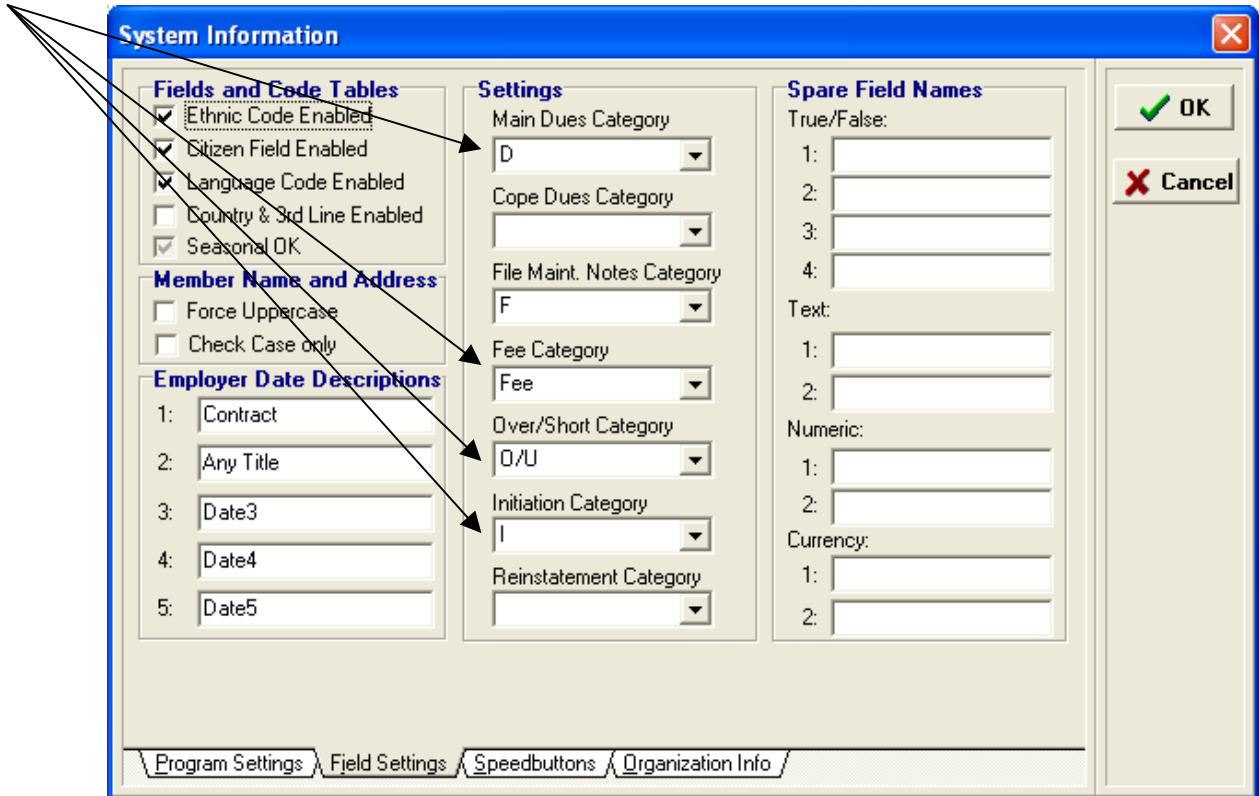 System Information
Fields and Code Tables
Ethnic Code Enabled
Citizen Field Enabled
Language Code Enabled
Country & 3rd Line Enabled
Seasonal OK
Member Name and Address
Force Uppercase
Check Case only
Employer Date Descriptions
1: Contract
2: Any Title
3: Date3
4: Date4
5: Date5
Settings
Main Dues Category
D
Cope Dues Category
File Maint. Notes Category
F
Fee Category
Fee
Over/Short Category
O/U
Initiation Category
I
Reinstatement Category
Spare Field Names
True/False:
1:
2:
3:
4:
Text:
1:
2:
Numeric:
1:
2:
Currency:
1:
2:
OK
Cancel
Program Settings Field Settings Speedbuttons Organization Info